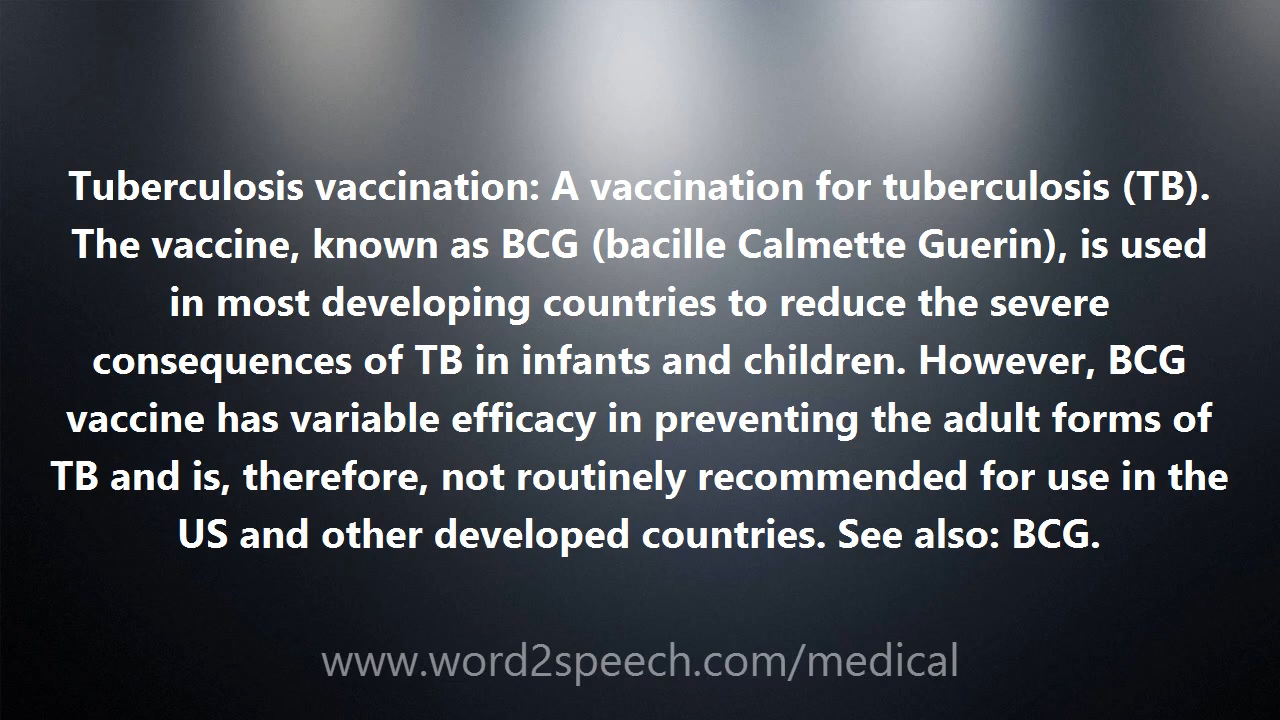 Tuberculosis vaccination: A vaccination for tuberculosis (TB).
The vaccine, known as BCG (bacille Calmette Guerin), is used
in most developing countries to reduce the severe
consequences of TB in infants and children. However, BCG
vaccine has variable efficacy in preventing the adult forms of
TB and is, therefore, not routinely recommended for use in the
US and other developed countries. See also: BCG.
www.word2speech.com/medical